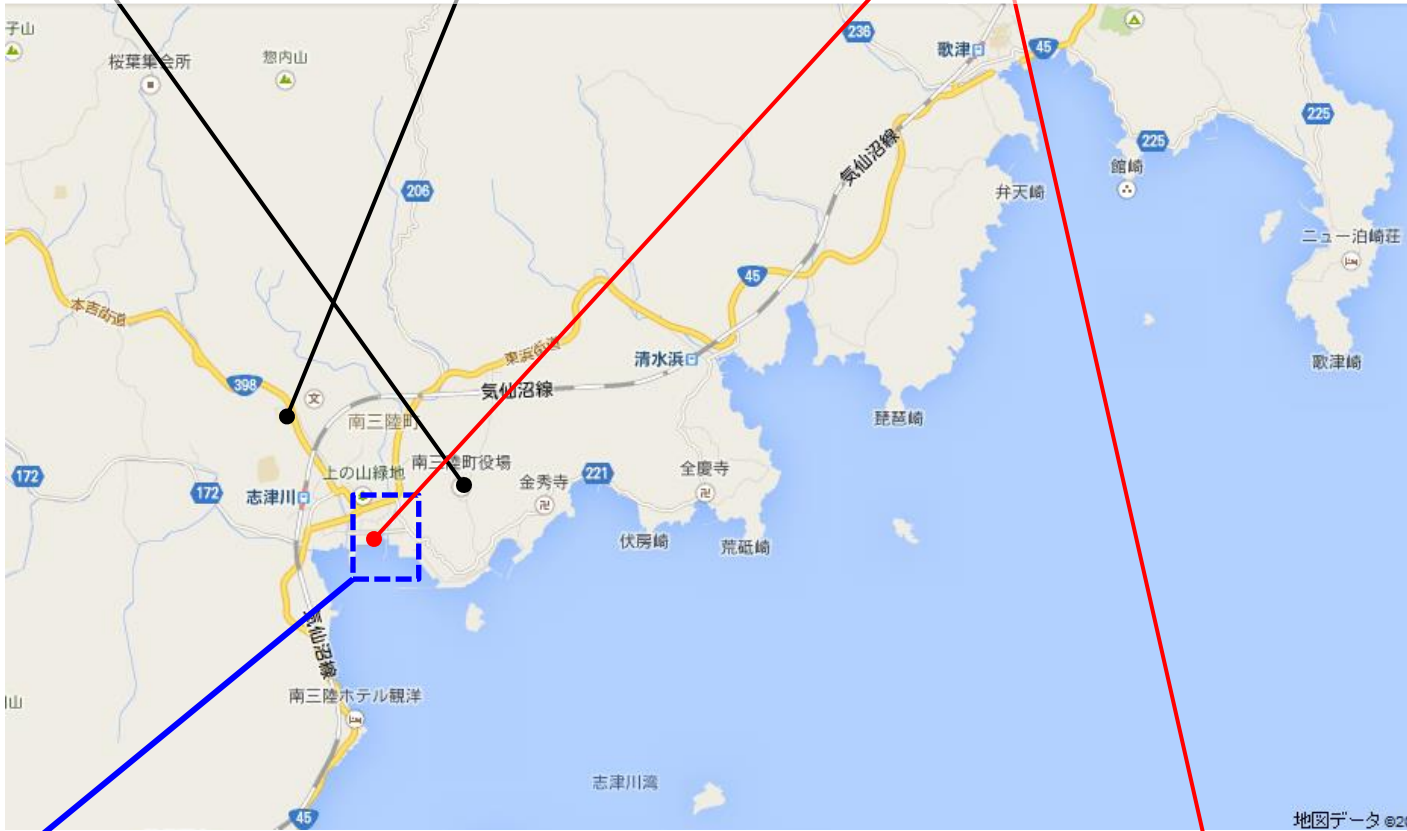 子山
桜葉集会所
惣内山
236
歌津
45
225
225
館崎
気仙沼線
弁天崎
206
ニュー泊崎荘
45
本吉街道
東浜街道
清水浜
歌津崎
398
気仙沼線
文
南三陸町
琵琶崎
172
172
上の山緑地
南三陸町役場
志津川
金秀寺
221
全慶寺
伏房崎
荒砥崎
気仙沼線
南三陸ホテル観洋
山
志津川湾
45
地図データ ©20